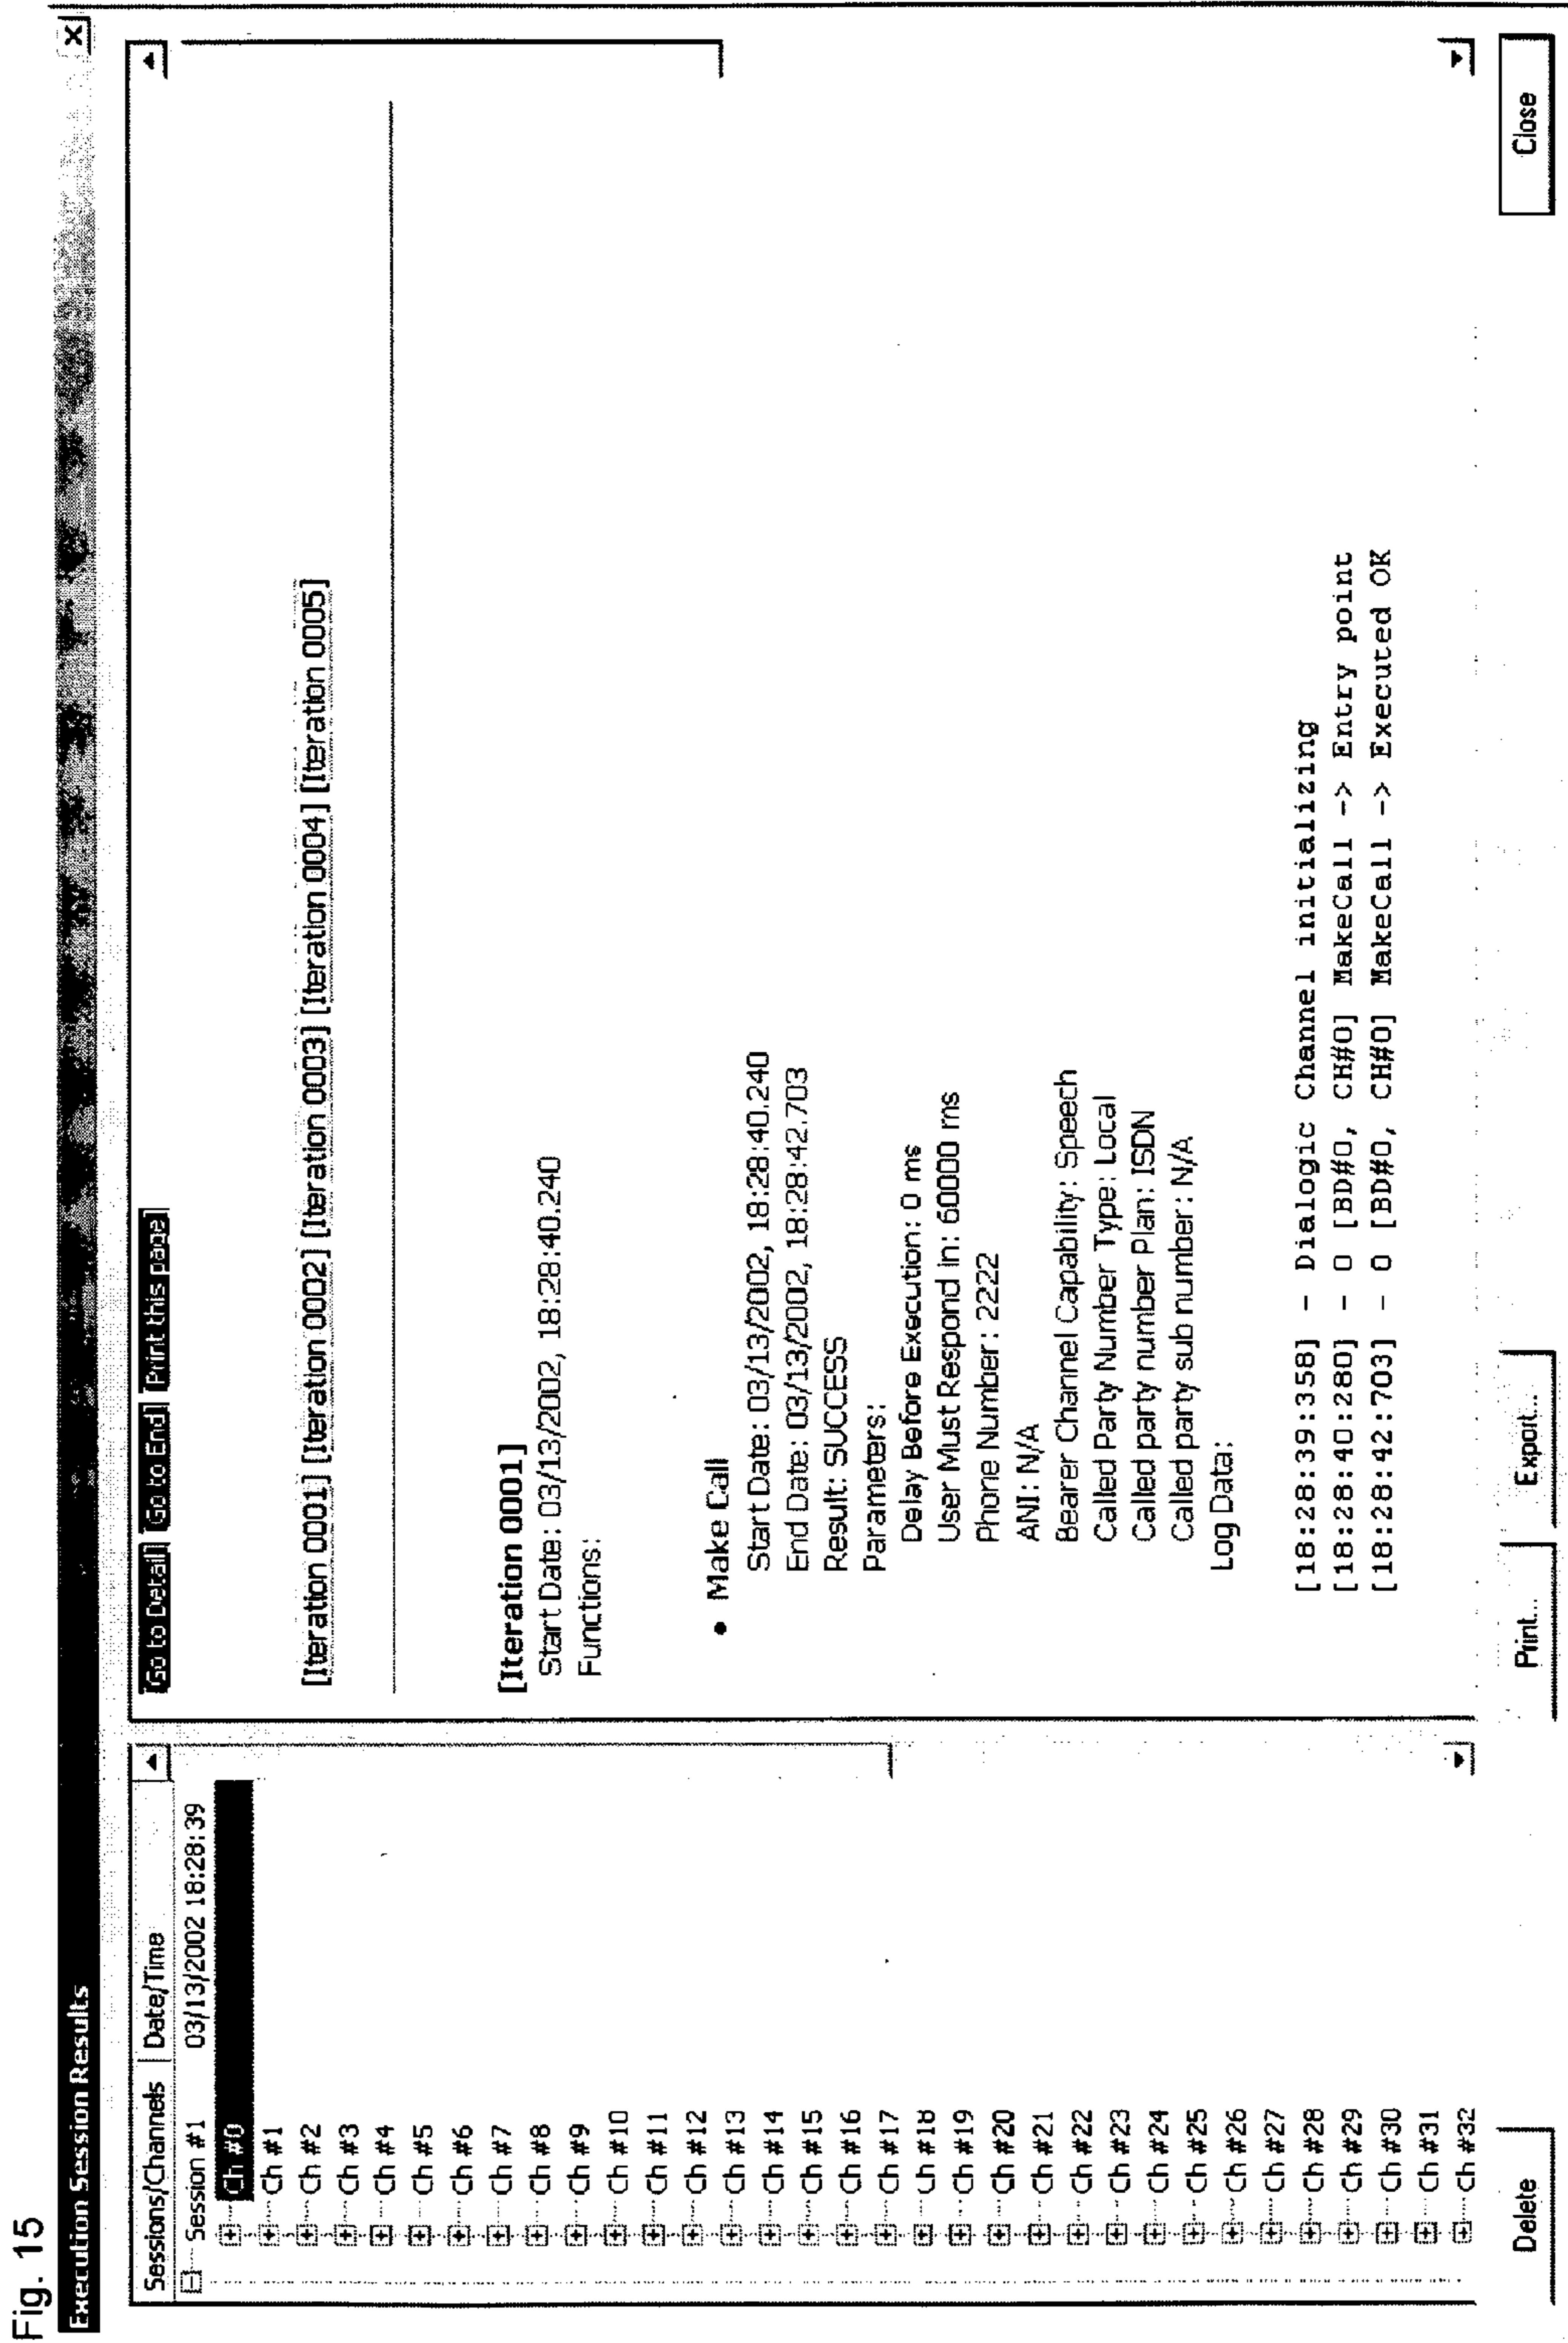 Fig. 15
Execution Session Results
Sessions/Channels Date/Time
Session #1 03/13/2002 18:28:39
Ch #0
Ch #1
Ch #2
Ch #3
Ch #4
Ch #5
Ch #6
Ch #7
Ch #8
Ch #9
Ch #10
Ch #11
Ch #12
Ch #13
Ch #14
Ch #15
Ch #16
Ch #17
Ch #18
Ch #19
Ch #20
Ch #21
Ch #22
Ch #23
Ch #24
Ch #25
Ch #26
Ch #27
Ch #28
Ch #29
Ch #30
Ch #31
Ch #32
[Go to Detail] [Go to End] [Print this page]
[Iteration 0001] [Iteration 0002] [Iteration 0003] [Iteration 0004] [Iteration 0005]
[Iteration 0001]
Start Date: 03/13/2002, 18:28:40.240
Functions:
• Make Call
Start Date: 03/13/2002, 18:28:40.240
End Date: 03/13/2002, 18:28:42.703
Result: SUCCESS
Parameters:
Delay Before Execution: 0 ms
User Must Respond in: 60000 ms
Phone Number: 2222
ANI: N/A
Bearer Channel Capability: Speech
Called Party Number Type: Local
Called party number Plan: ISDN
Called party sub number: N/A
Log Data:
[18:28:39:358] - Dialogic Channel initializing
[18:28:40:280] - 0 [BD#0, CH#0] MakeCall -> Entry point
[18:28:42:703] - 0 [BD#0, CH#0] MakeCall -> Executed OK
Delete Print... Export... Close